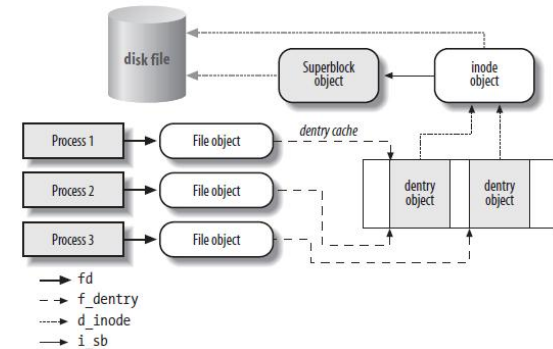 disk file
Superblock
object
inode
object
Process 1
File object
dentry cache
Process 2
File object
dentry
object
dentry
object
Process 3
File object
fd
f_dentry
d_inode
i_sb